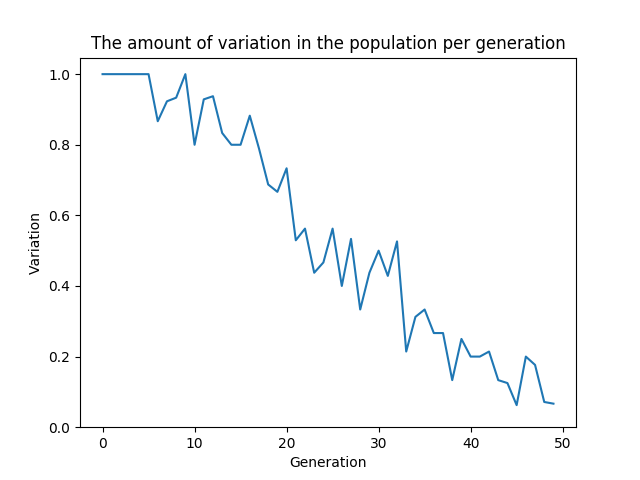 The amount of variation in the population per generation
1.0
0.8
0.6
0.4
0.2
0.0
Variation
0 10 20 30 40 50
Generation